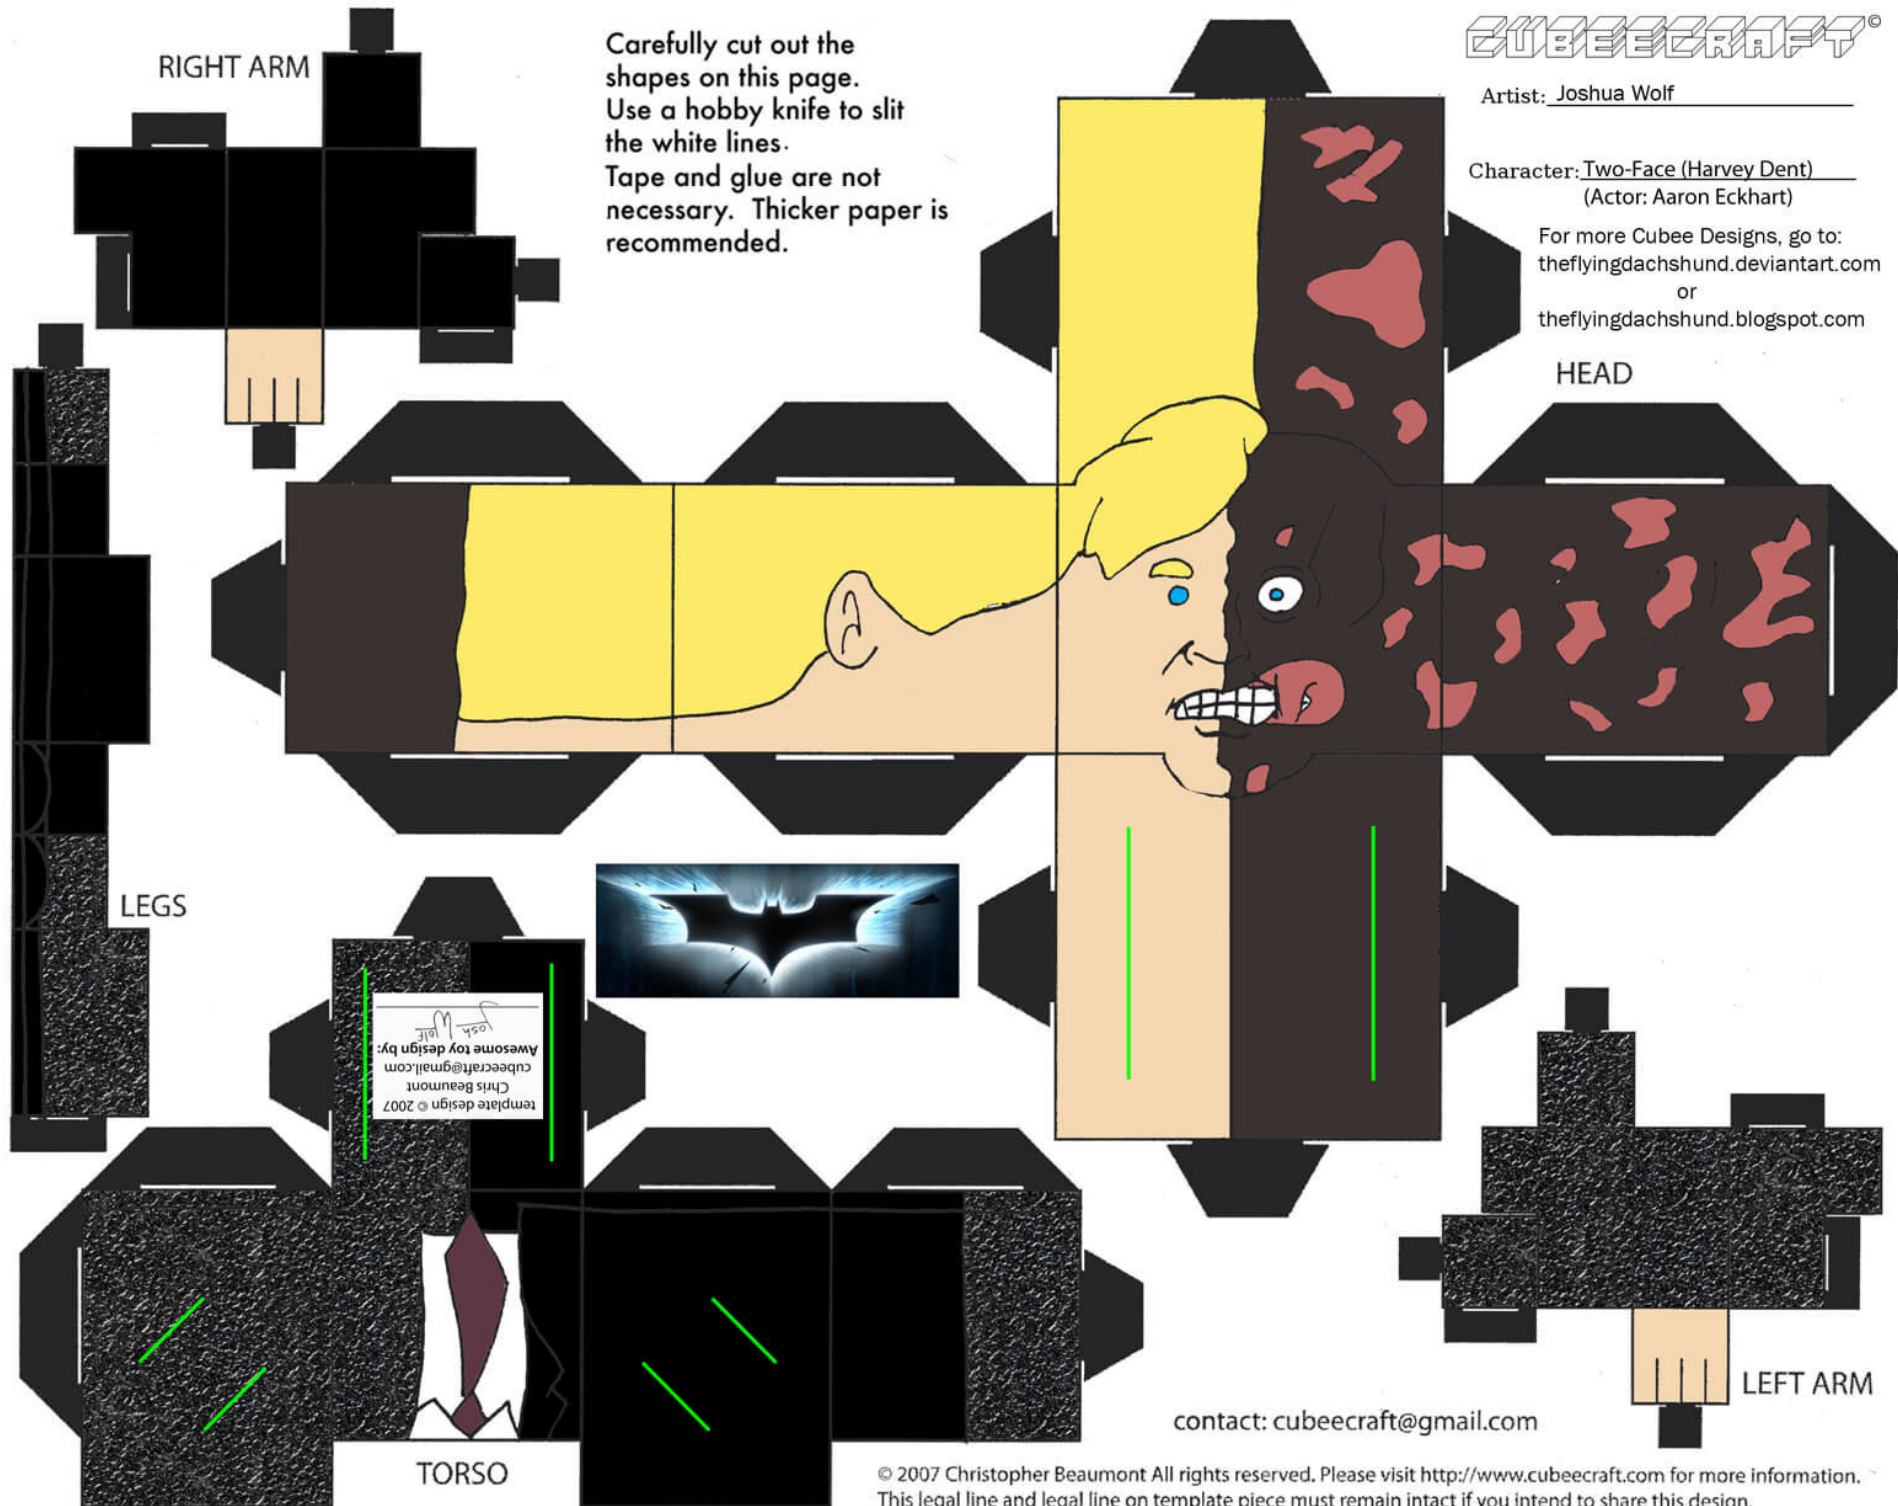 RIGHT ARM
Carefully cut out the
shapes on this page.
Use a hobby knife to slit
the white lines.
Tape and glue are not
necessary. Thicker paper is
recommended.
CUBEECRAFT©
Artist: Joshua Wolf
Character: Two-Face (Harvey Dent)
(Actor: Aaron Eckhart)
For more Cubee Designs, go to:
theflyingdachshund.deviantart.com
or
theflyingdachshund.blogspot.com
HEAD
LEGS
template design © 2007
Chris Beaumont
cubeecraft@gmail.com
Awesome toy design by:
Josh Wolf
TORSO
LEFT ARM
contact: cubeecraft@gmail.com
© 2007 Christopher Beaumont All rights reserved. Please visit http://www.cubeecraft.com for more information.
This legal line and legal line on template piece must remain intact if you intend to share this design.